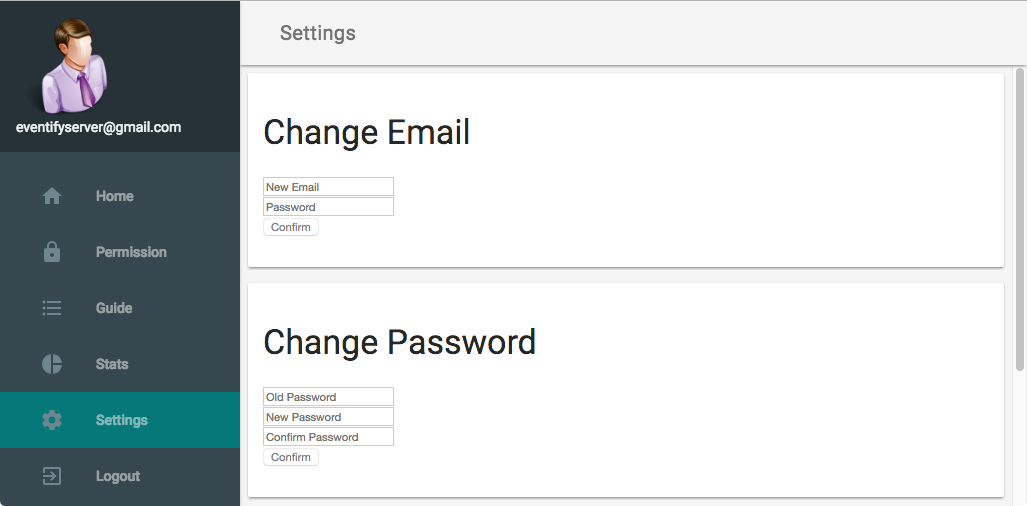 eventifyserver@gmail.com
Home
Permission
Guide
Stats
Settings
Logout
Settings
Change Email
New Email
Password
Confirm
Change Password
Old Password
New Password
Confirm Password
Confirm